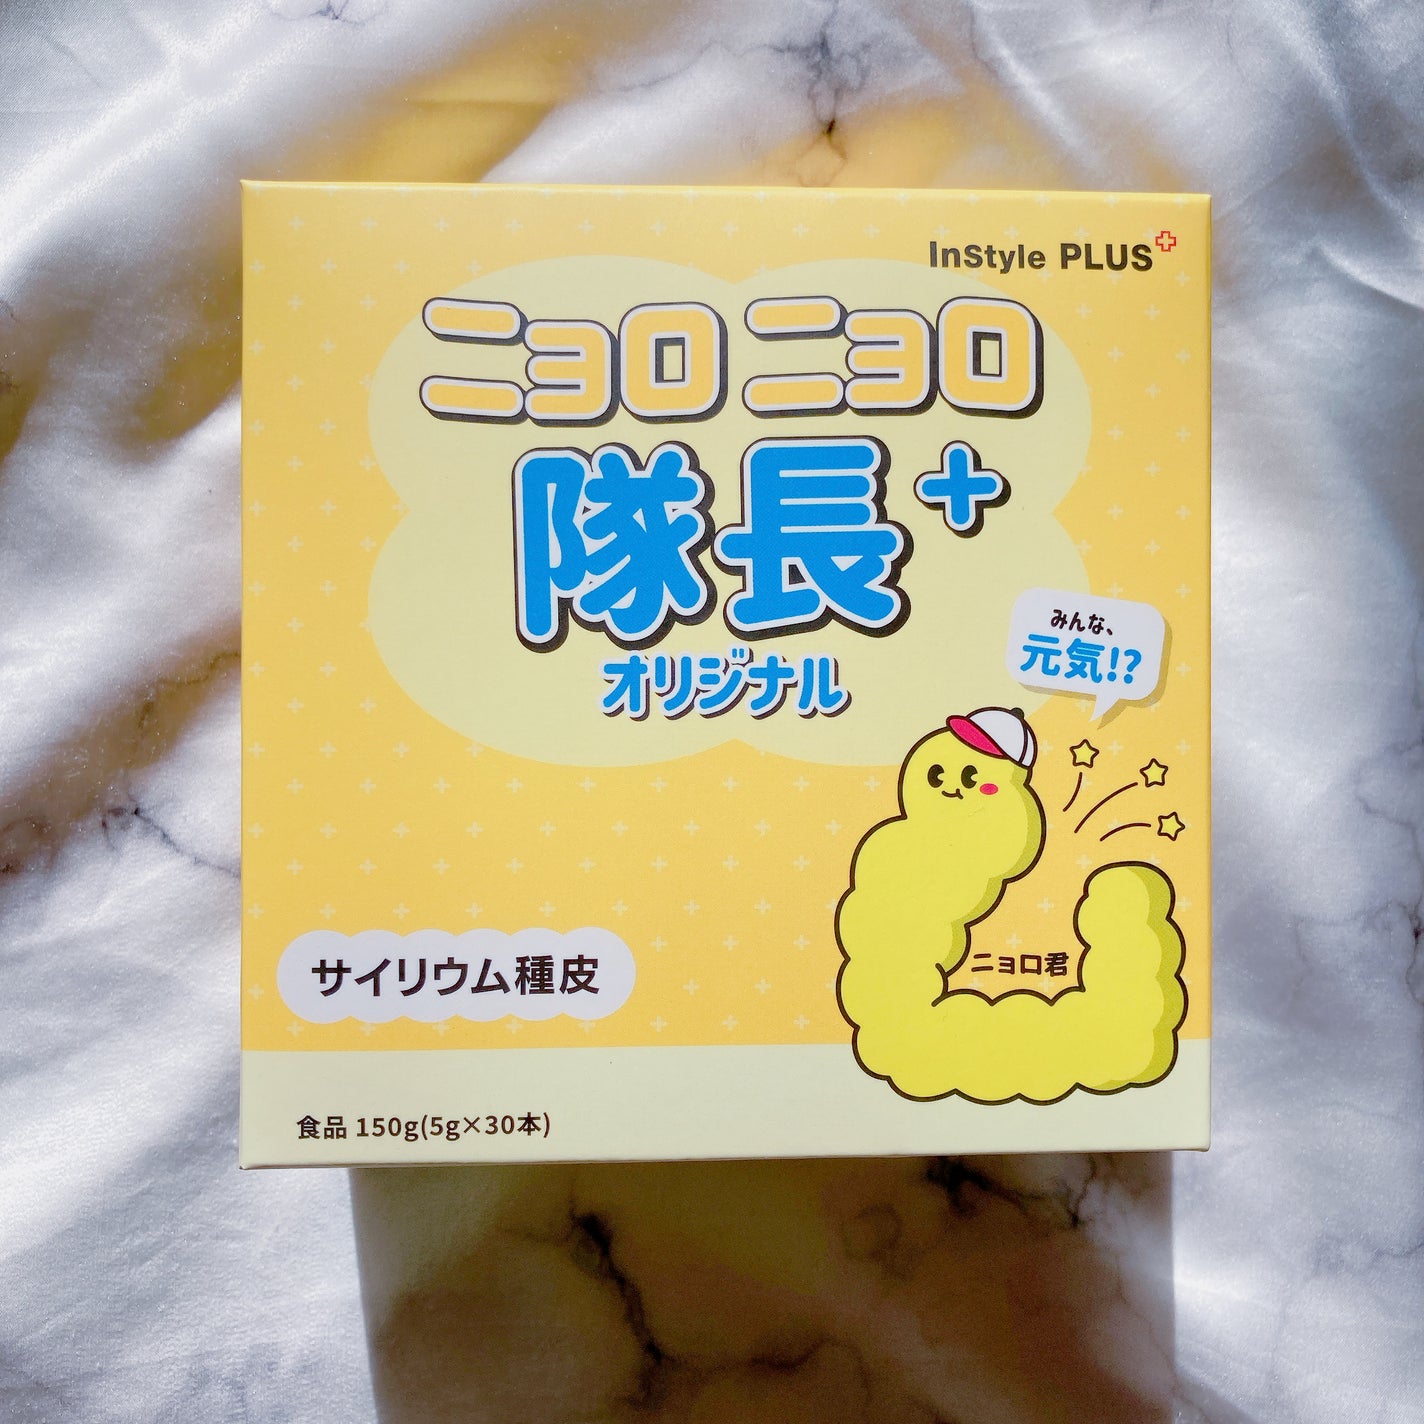 InStyle PLUS
ニョロニョロ
隊長+
オリジナル
みんな、
元気!?
ニョロ君
サイリウム種皮
食品 150g(5g×30本)